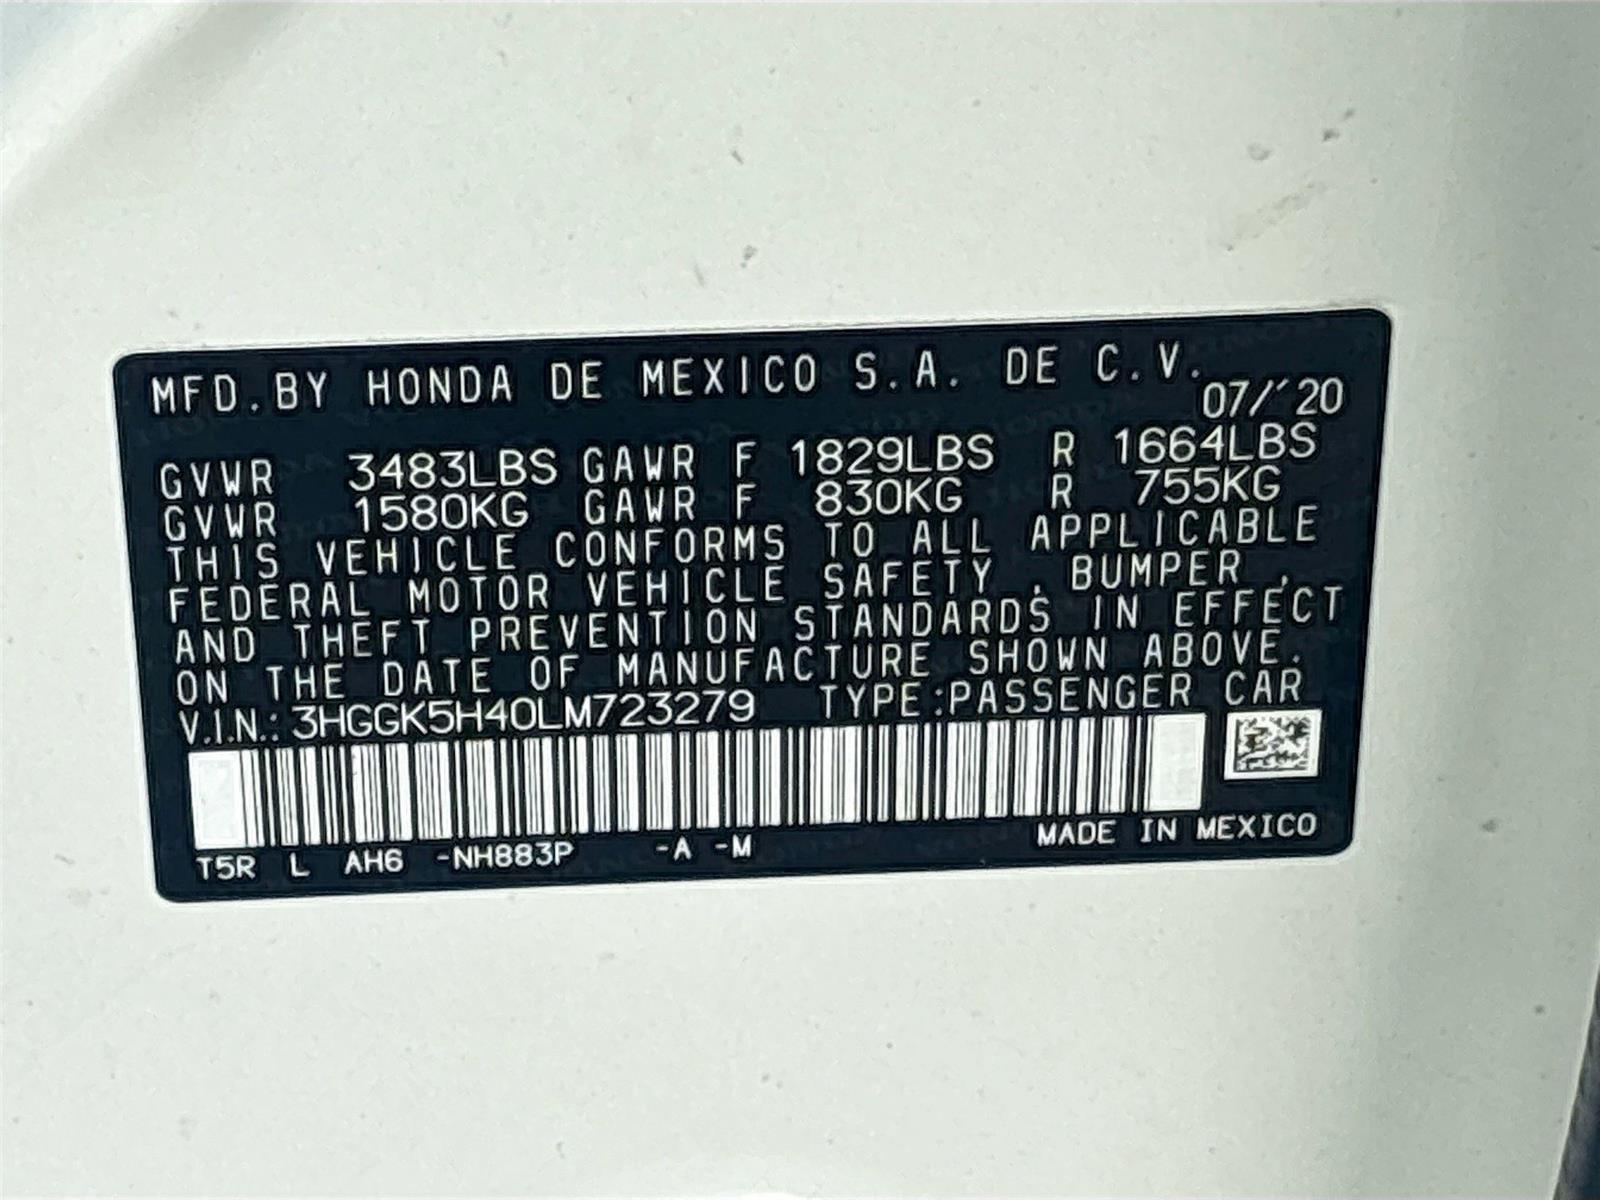 MFD. BY HONDA DE MEXICO S.A. DE C.V.
07/'20
GVWR 3483LBS GAWR F 1829LBS R 1664LBS
GVWR 1580KG GAWR F 830KG R 755KG
THIS VEHICLE CONFORMS TO ALL APPLICABLE
FEDERAL MOTOR VEHICLE SAFETY , BUMPER ,
AND THEFT PREVENTION STANDARDS IN EFFECT
ON THE DATE OF MANUFACTURE SHOWN ABOVE.
V.I.N.: 3HGGK5H40LM723279 TYPE:PASSENGER CAR
T5R L AH6 -NH883P -A -M MADE IN MEXICO